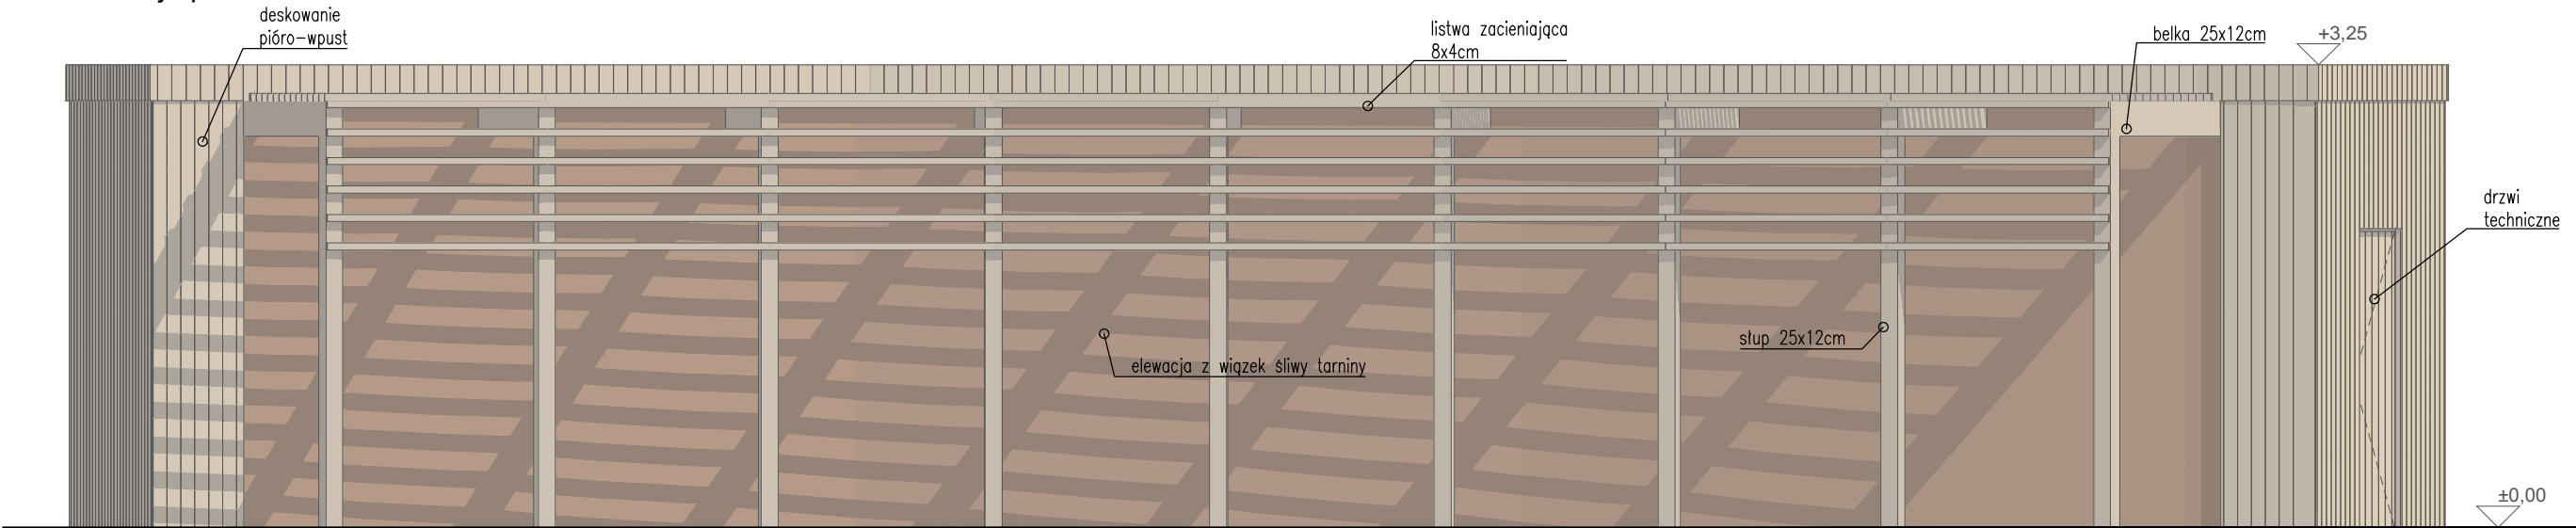 deskowanie
pióro-wpust
listwa zacieniająca
8x4cm
belka 25x12cm
+3,25
drzwi
techniczne
słup 25x12cm
elewacja z wiązek śliwy tarniny
±0,00